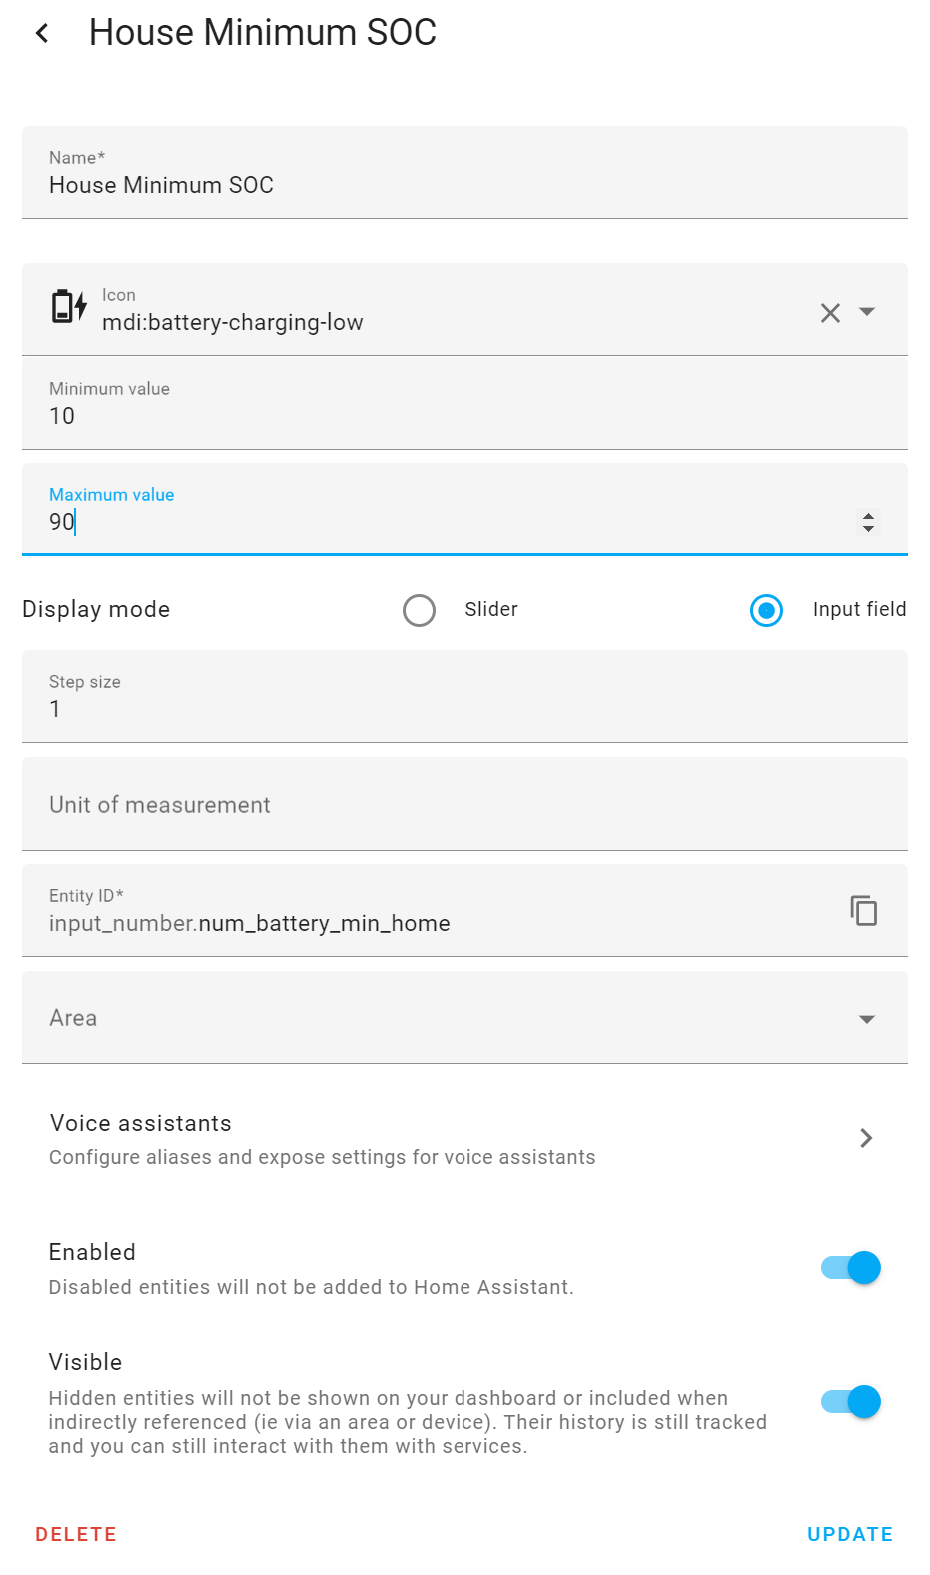 House Minimum SOC
Name*
House Minimum SOC
Icon
mdi:battery-charging-low
Minimum value
10
Maximum value
90
Display mode
Slider
Input field
Step size
1
Unit of measurement
Entity ID*
input_number.num_battery_min_home
Area
Voice assistants
Configure aliases and expose settings for voice assistants
Enabled
Disabled entities will not be added to Home Assistant.
Visible
Hidden entities will not be shown on your dashboard or included when
indirectly referenced (ie via an area or device). Their history is still tracked
and you can still interact with them with services.
DELETE
UPDATE